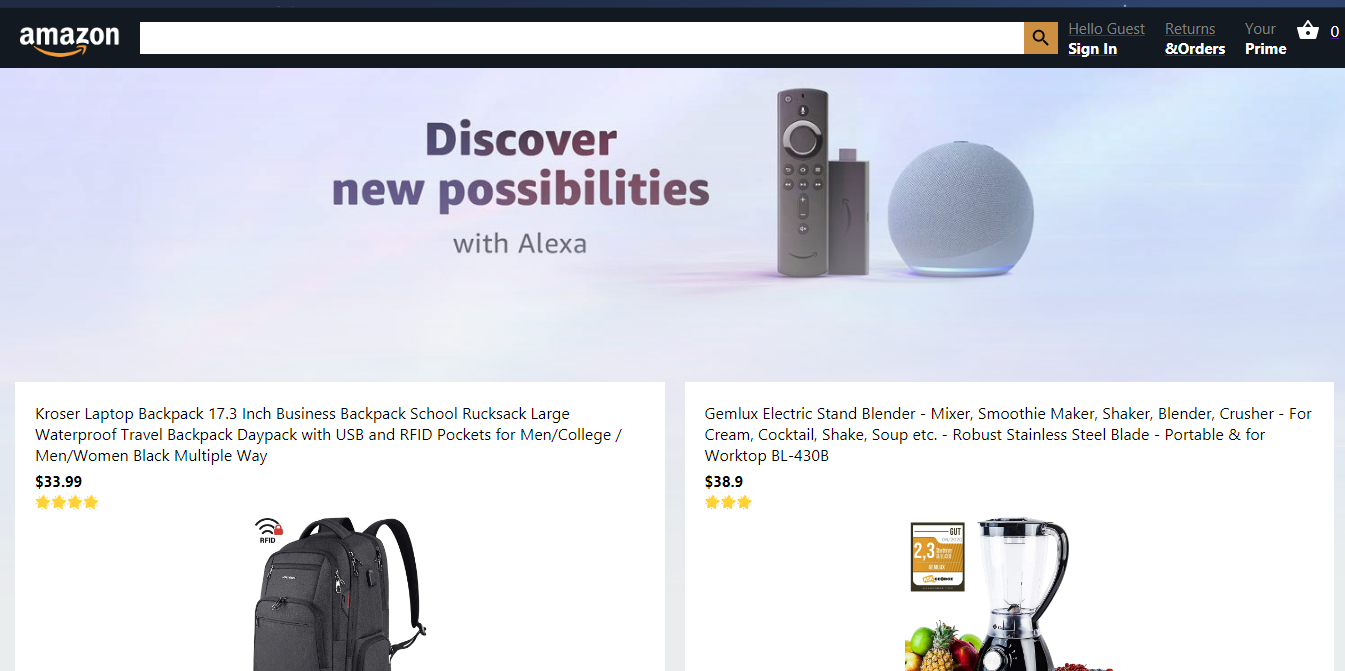 amazon
Hello Guest
Sign In
Returns
&Orders
Your
Prime
0
Discover
new possibilities
with Alexa
Kroser Laptop Backpack 17.3 Inch Business Backpack School Rucksack Large
Waterproof Travel Backpack Daypack with USB and RFID Pockets for Men/College /
Men/Women Black Multiple Way
$33.99
RFID
Gemlux Electric Stand Blender - Mixer, Smoothie Maker, Shaker, Blender, Crusher - For
Cream, Cocktail, Shake, Soup etc. - Robust Stainless Steel Blade - Portable & for
Worktop BL-430B
$38.9
GUT
2,3